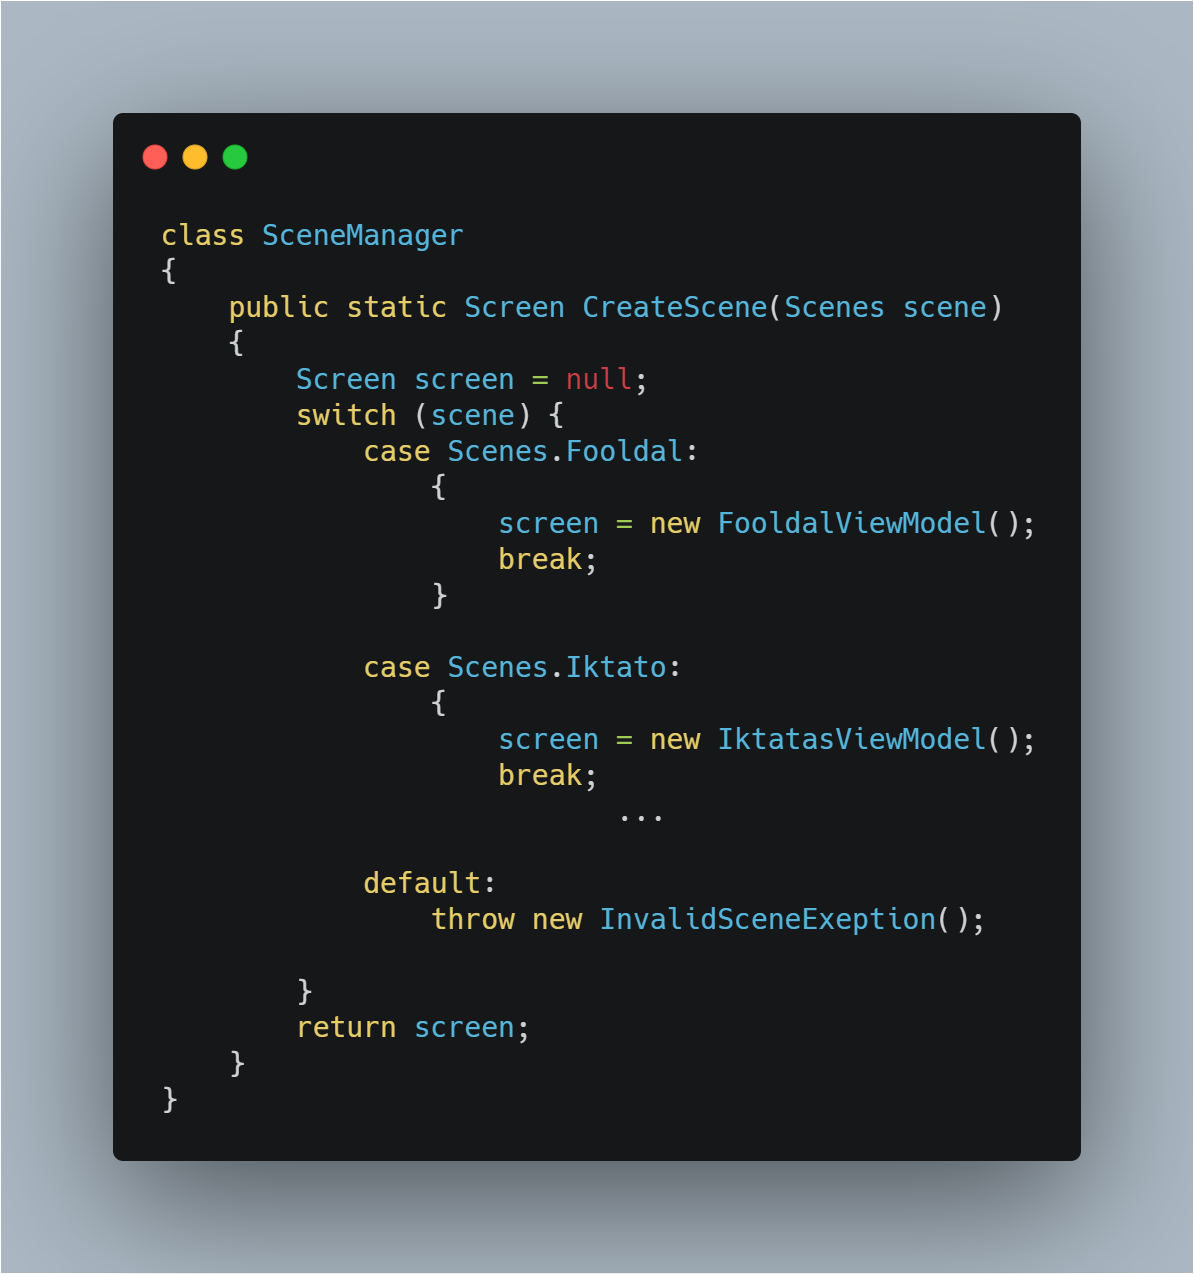 class SceneManager
{
    public static Screen CreateScene(Scenes scene)
    {
        Screen screen = null;
        switch (scene) {
            case Scenes.Fooldal:
                {
                    screen = new FooldalViewModel();
                    break;
                }

            case Scenes.Iktato:
                {
                    screen = new IktatasViewModel();
                    break;
                           ...

            default:
                throw new InvalidSceneExeption();

        }
        return screen;
    }
}